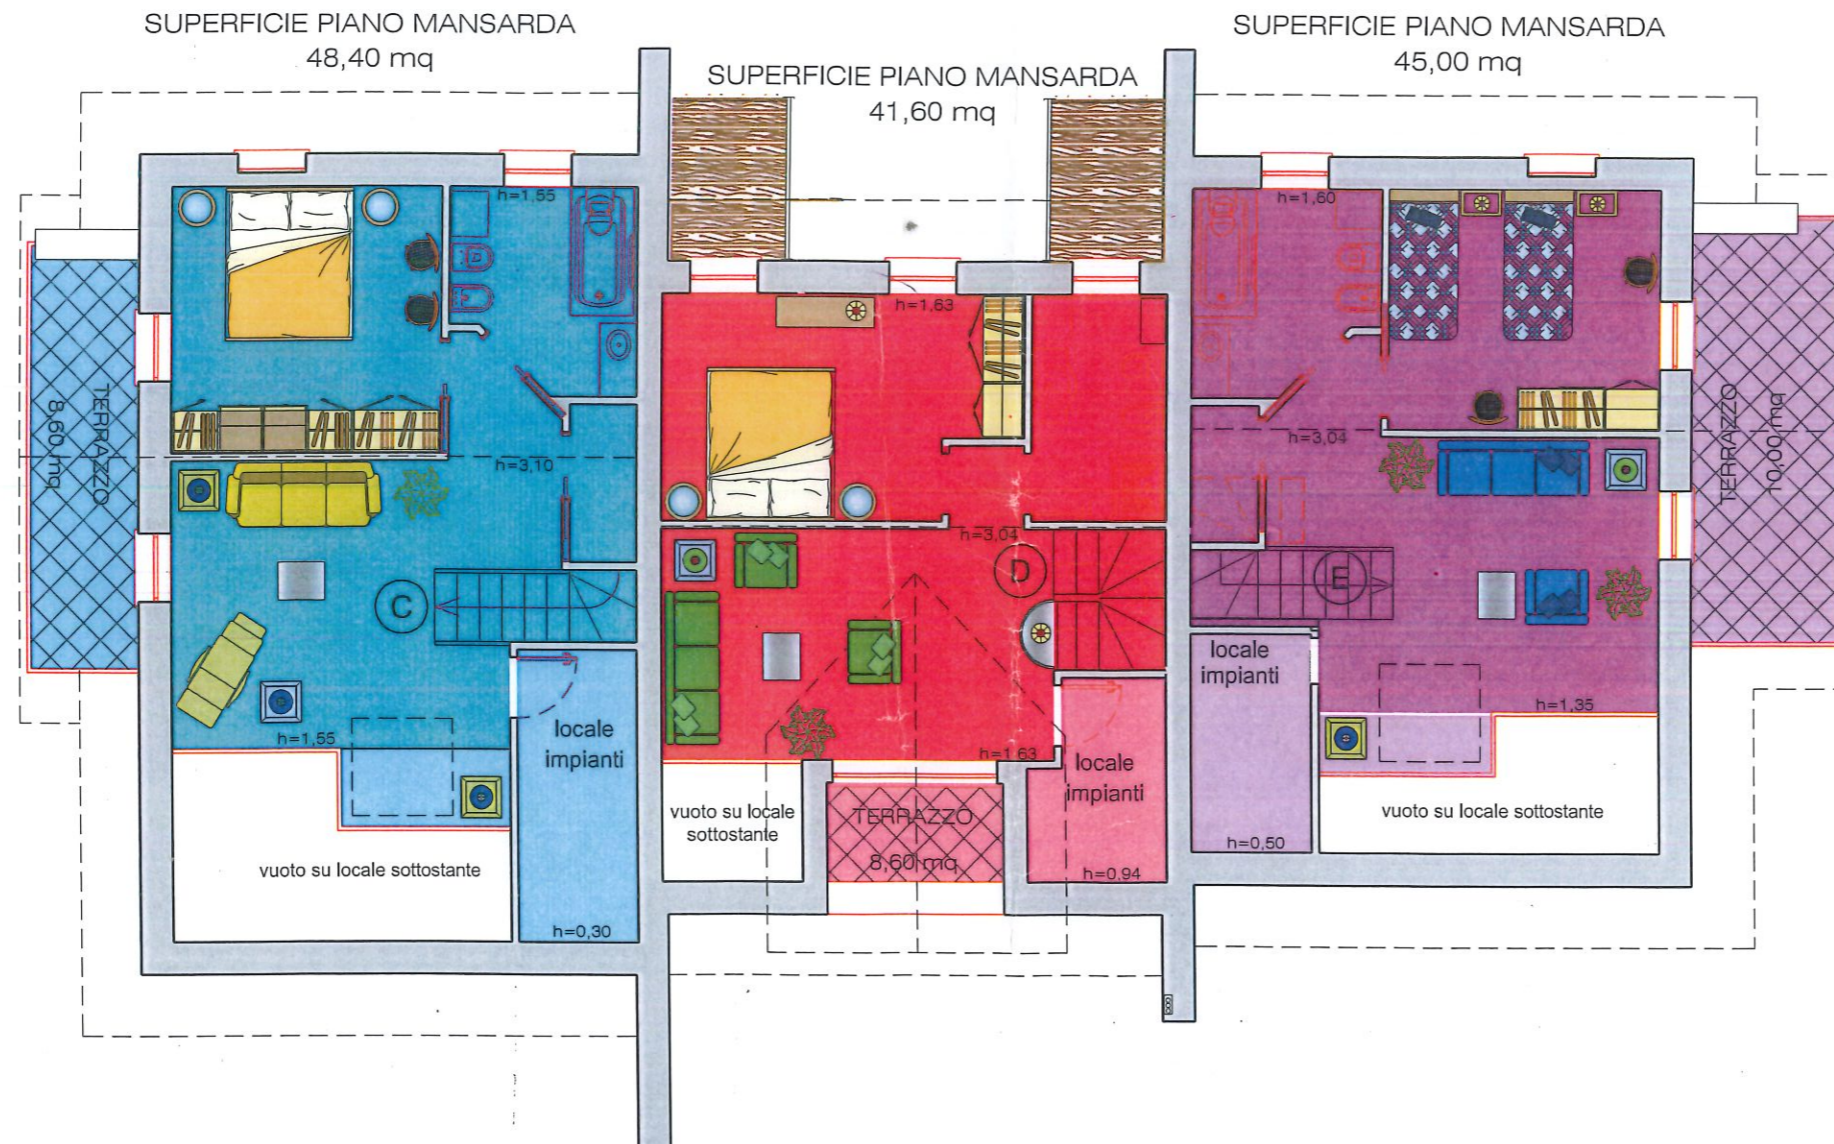 SUPERFICIE PIANO MANSARDA
48,40 mq
SUPERFICIE PIANO MANSARDA
41,60 mq
SUPERFICIE PIANO MANSARDA
45,00 mq
h=1,55
TERRAZZO
8,60 mq
h=3,10
C
h=1,55
locale
impianti
vuoto su locale sottostante
h=0,30
h=1,63
h=3,04
D
h=1,63
vuoto su locale
sottostante
TERRAZZO
8,60 mq
locale
impianti
h=0,94
h=1,60
h=3,04
TERRAZZO
10,00 mq
E
locale
impianti
h=1,35
vuoto su locale sottostante
h=0,50